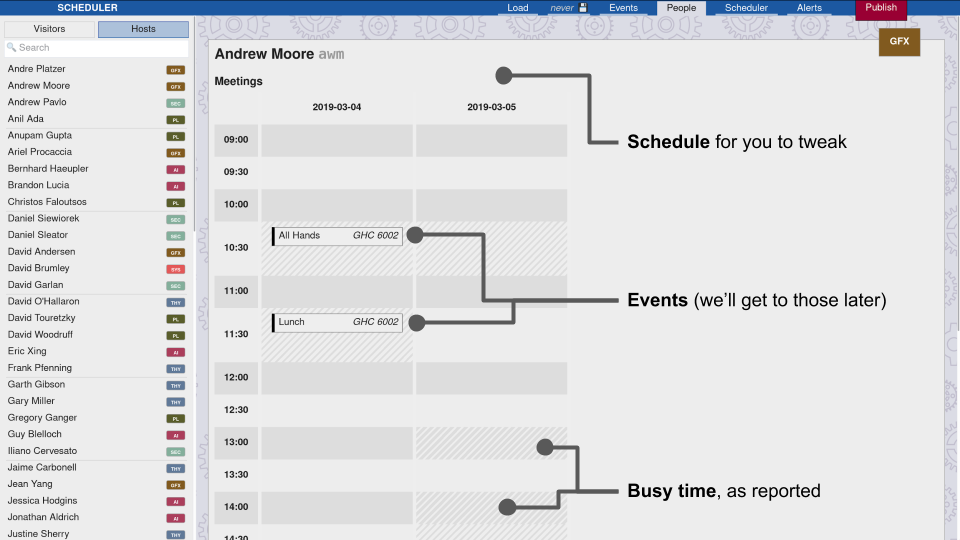 SCHEDULER
Load never 💾 Events People Scheduler Alerts Publish
Visitors Hosts
Search
Andre Platzer GFX
Andrew Moore GFX
Andrew Pavlo SEC
Anil Ada PL
Anupam Gupta PL
Ariel Procaccia GFX
Bernhard Haeupler AI
Brandon Lucia AI
Christos Faloutsos PL
Daniel Siewiorek SEC
Daniel Sleator SEC
David Andersen GFX
David Brumley SYS
David Garlan SEC
David O'Hallaron THY
David Touretzky PL
David Woodruff PL
Eric Xing AI
Frank Pfenning THY
Garth Gibson THY
Gary Miller THY
Gregory Ganger PL
Guy Blelloch AI
Iliano Cervesato SEC
Jaime Carbonell THY
Jean Yang GFX
Jessica Hodgins AI
Jonathan Aldrich AI
Justine Sherry THY
GFX
Andrew Moore awm
Meetings
2019-03-04 2019-03-05
09:00
09:30
10:00
10:30
All Hands GHC 6002
11:00
11:30
Lunch GHC 6002
12:00
12:30
13:00
13:30
14:00
14:30
Schedule for you to tweak
Events (we'll get to those later)
Busy time, as reported